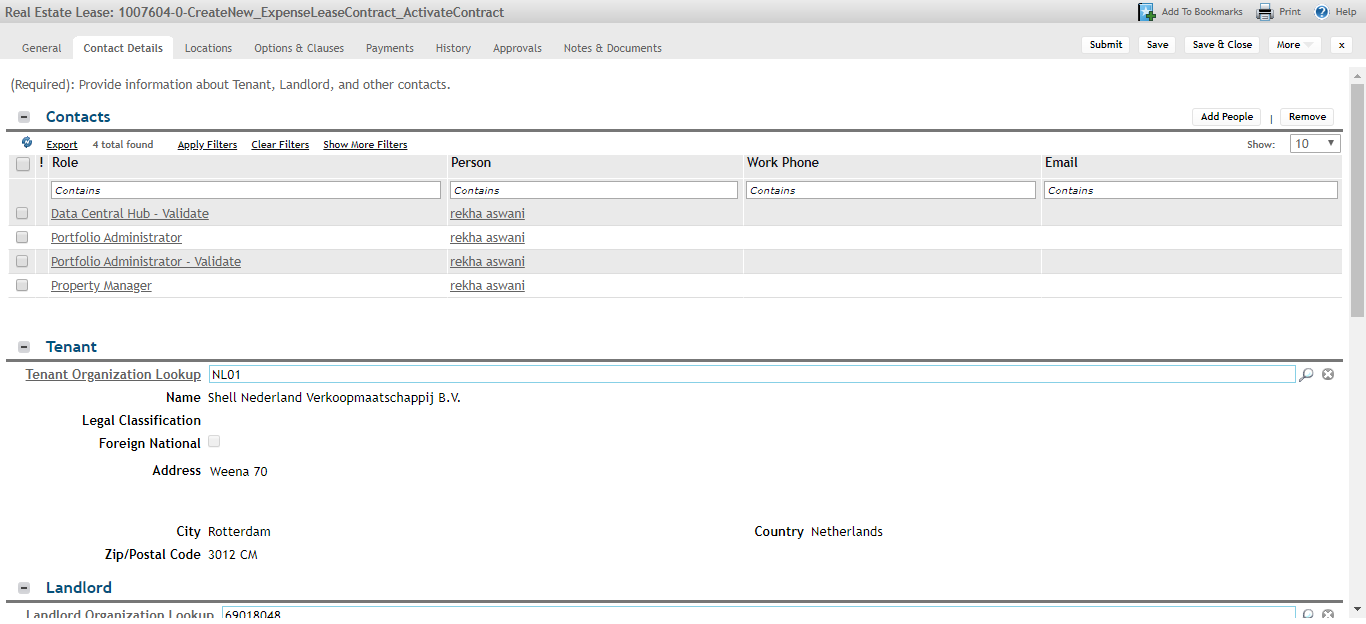 Real Estate Lease: 1007604-0-CreateNew_ExpenseLeaseContract_ActivateContract Add To Bookmarks Print Help
General Contact Details Locations Options & Clauses Payments History Approvals Notes & Documents Submit Save Save & Close More x
(Required): Provide information about Tenant, Landlord, and other contacts.
Contacts Add People | Remove
Export 4 total found Apply Filters Clear Filters Show More Filters Show: 10
! Role Person Work Phone Email
Contains Contains Contains Contains
Data Central Hub - Validate rekha aswani
Portfolio Administrator rekha aswani
Portfolio Administrator - Validate rekha aswani
Property Manager rekha aswani
Tenant
Tenant Organization Lookup NL01
Name Shell Nederland Verkoopmaatschappij B.V.
Legal Classification
Foreign National
Address Weena 70
City Rotterdam Country Netherlands
Zip/Postal Code 3012 CM
Landlord
Landlord Organization Lookup 69018048